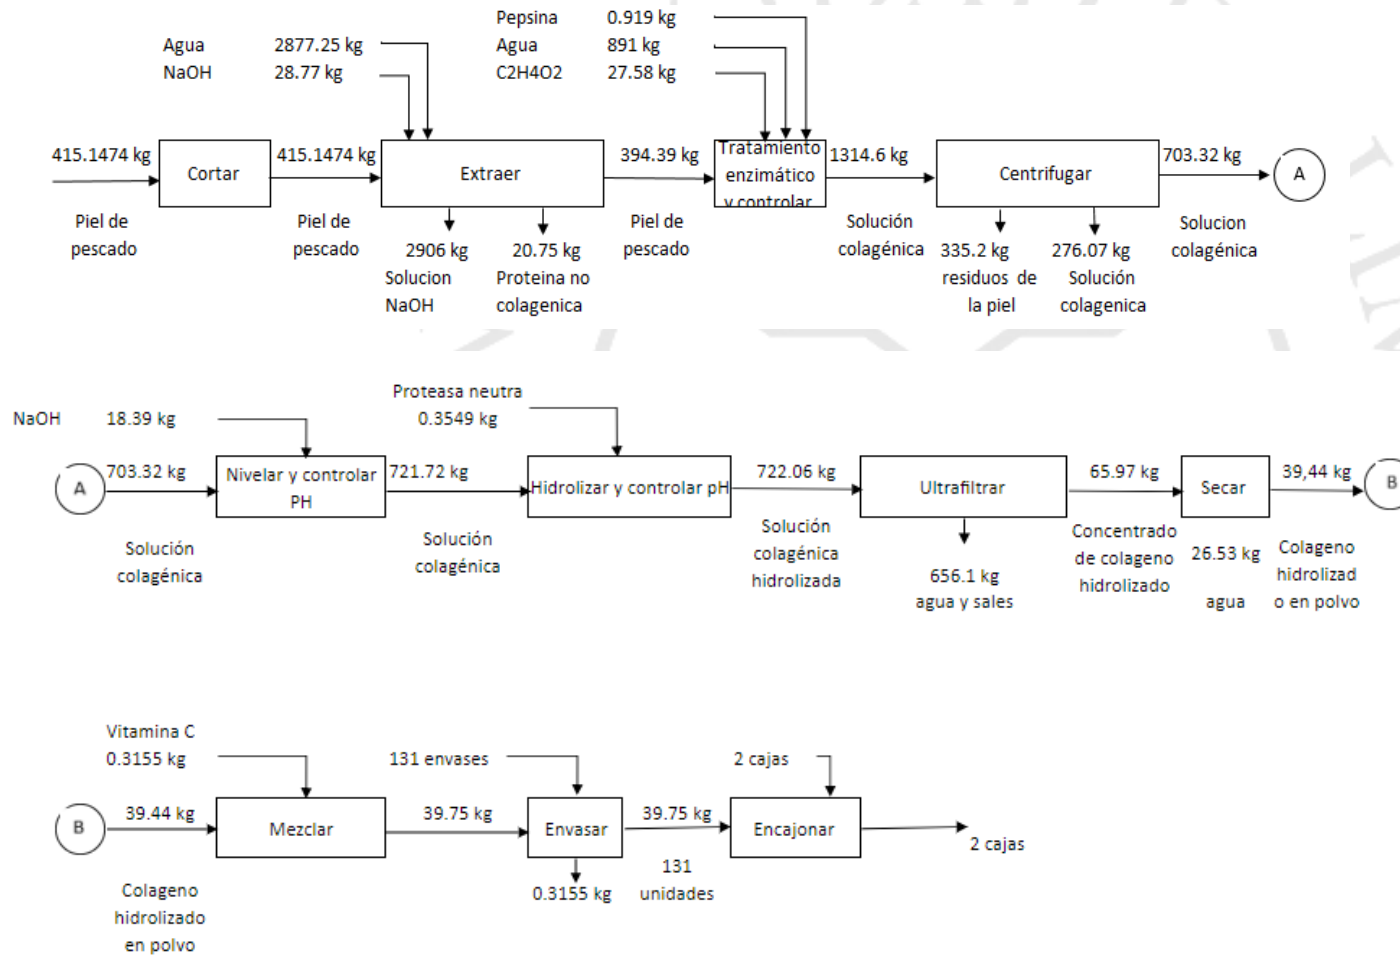 Pepsina 0.919 kg
Agua 2877.25 kg Agua 891 kg
NaOH 28.77 kg C2H4O2 27.58 kg
415.1474 kg Cortar 415.1474 kg Extraer 394.39 kg Tratamiento enzimático y controlar 1314.6 kg Centrifugar 703.32 kg A
Piel de Piel de Piel de Solución Solucion
pescado pescado pescado colagénica colagénica
2906 kg 20.75 kg 335.2 kg 276.07 kg
Solucion Proteina no residuos de Solución
NaOH colagenica la piel colagenica
Proteasa neutra
NaOH 18.39 kg 0.3549 kg
A 703.32 kg Nivelar y controlar PH 721.72 kg Hidrolizar y controlar pH 722.06 kg Ultrafiltrar 65.97 kg Secar 39,44 kg B
Solución Solución Solución Concentrado Colageno
colagénica colagénica colagénica de colageno 26.53 kg hidrolizad
hidrolizada 656.1 kg hidrolizado agua o en polvo
agua y sales
Vitamina C
0.3155 kg 131 envases 2 cajas
B 39.44 kg Mezclar 39.75 kg Envasar 39.75 kg Encajonar
2 cajas
Colageno 0.3155 kg 131
hidrolizado unidades
en polvo